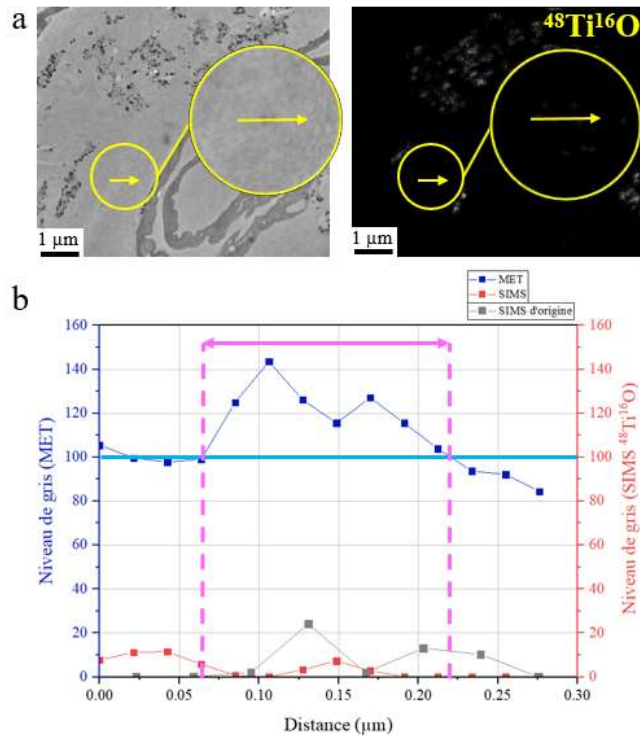 a
⁴⁸Ti¹⁶O
1 µm
1 µm
b
MET
SIMS
SIMS d'origine
160
140
120
100
80
60
40
20
0
Niveau de gris (MET)
160
140
120
100
80
60
40
20
0
Niveau de gris (SIMS ⁴⁸Ti¹⁶O)
0.00 0.05 0.10 0.15 0.20 0.25 0.30
Distance (µm)